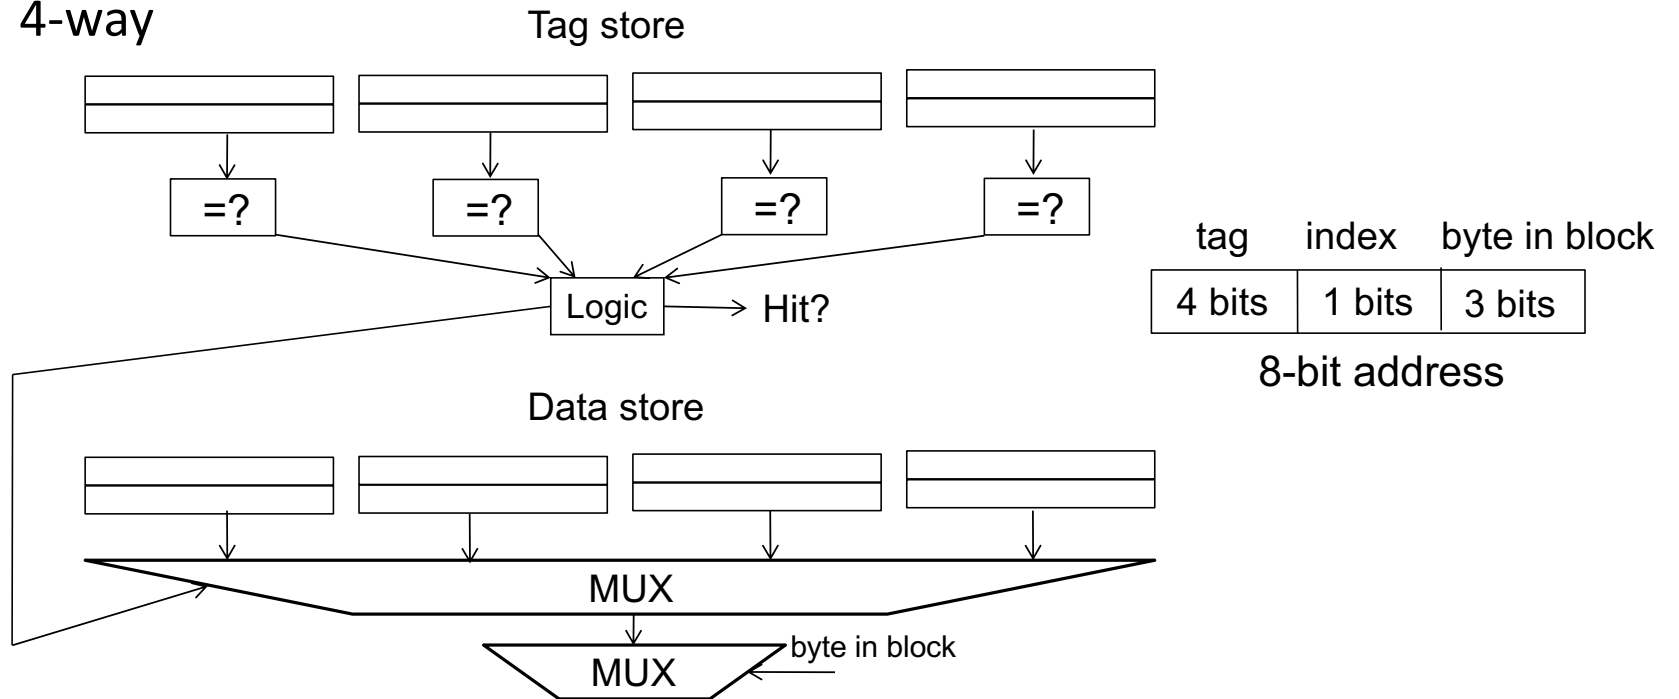 4-way
Tag store
=? =? =? =?
tag index byte in block
4 bits 1 bits 3 bits
8-bit address
Logic
Hit?
Data store
MUX
byte in block
MUX